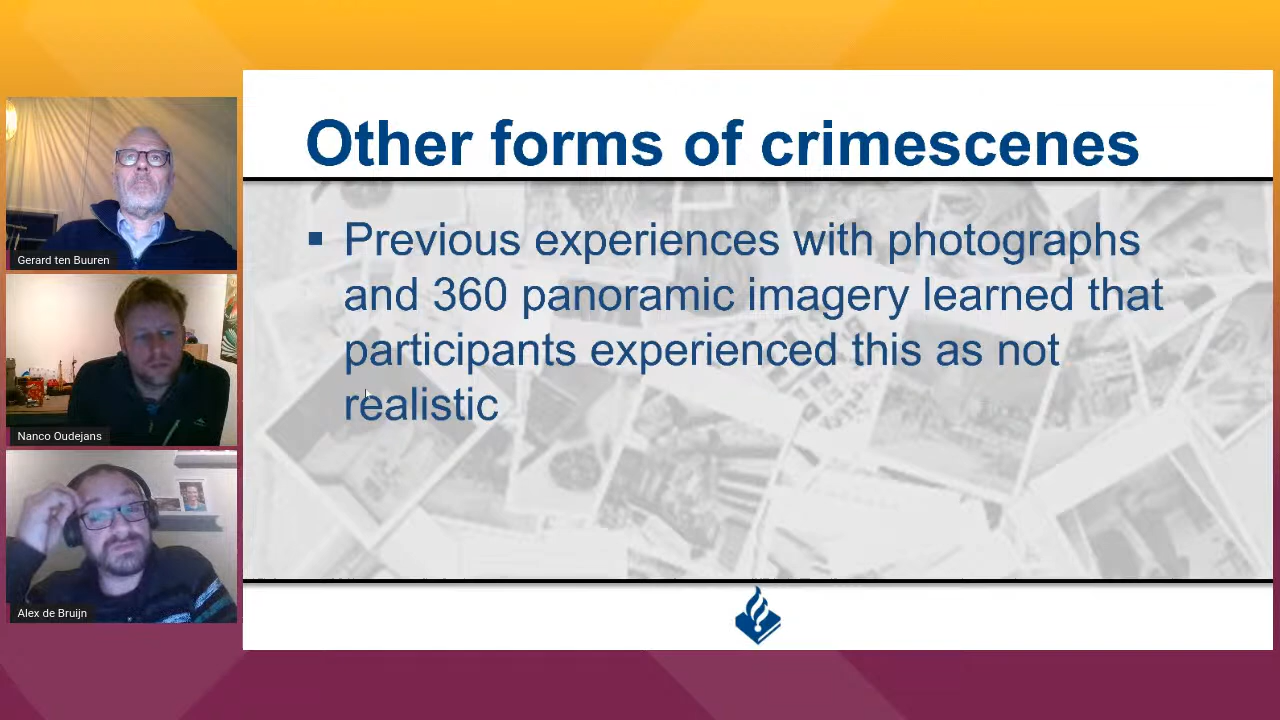 Other forms of crimescenes
▪ Previous experiences with photographs
and 360 panoramic imagery learned that
participants experienced this as not
realistic
Gerard ten Buuren
Nanco Oudejans
Alex de Bruijn